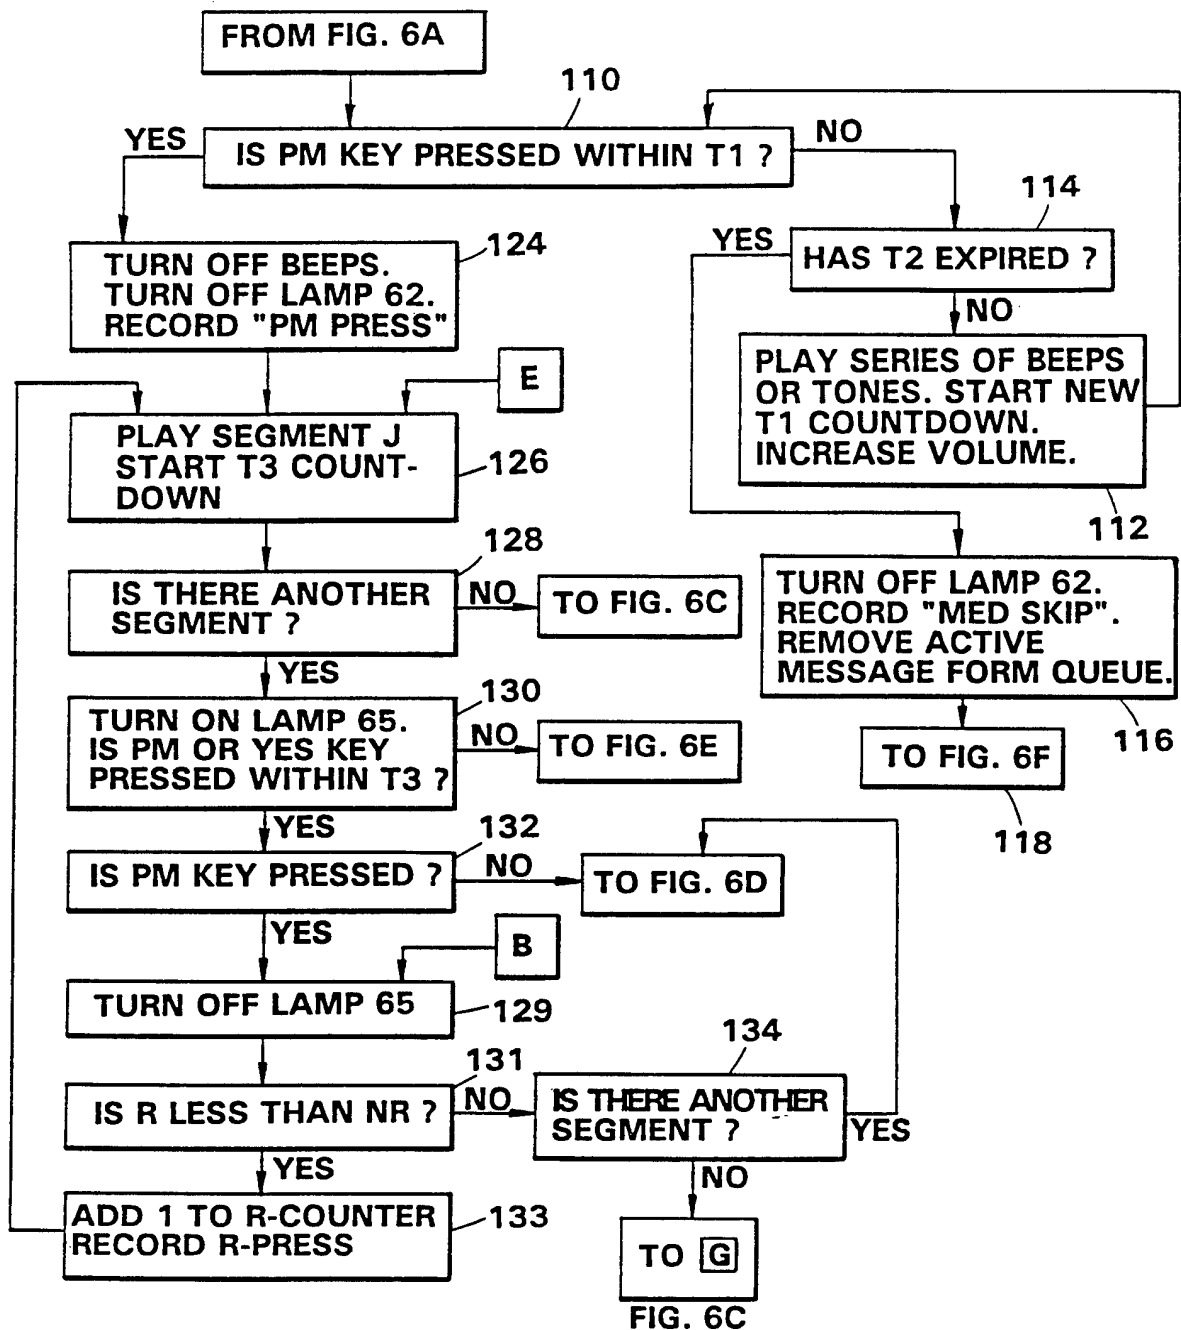 FROM FIG. 6A
110
YES
IS PM KEY PRESSED WITHIN T1 ?
NO
114
YES
HAS T2 EXPIRED ?
NO
124
TURN OFF BEEPS.
TURN OFF LAMP 62.
RECORD "PM PRESS"
PLAY SERIES OF BEEPS
OR TONES. START NEW
T1 COUNTDOWN.
INCREASE VOLUME.
112
E
PLAY SEGMENT J
START T3 COUNT-
DOWN
126
128
IS THERE ANOTHER
SEGMENT ?
NO
TO FIG. 6C
YES
TURN OFF LAMP 62.
RECORD "MED SKIP".
REMOVE ACTIVE
MESSAGE FORM QUEUE.
116
130
TURN ON LAMP 65.
IS PM OR YES KEY
PRESSED WITHIN T3 ?
NO
TO FIG. 6E
TO FIG. 6F
118
YES
132
IS PM KEY PRESSED ?
NO
TO FIG. 6D
YES
B
TURN OFF LAMP 65
129
131
IS R LESS THAN NR ?
NO
134
IS THERE ANOTHER
SEGMENT ?
YES
YES
NO
ADD 1 TO R-COUNTER
RECORD R-PRESS
133
TO G
FIG. 6C